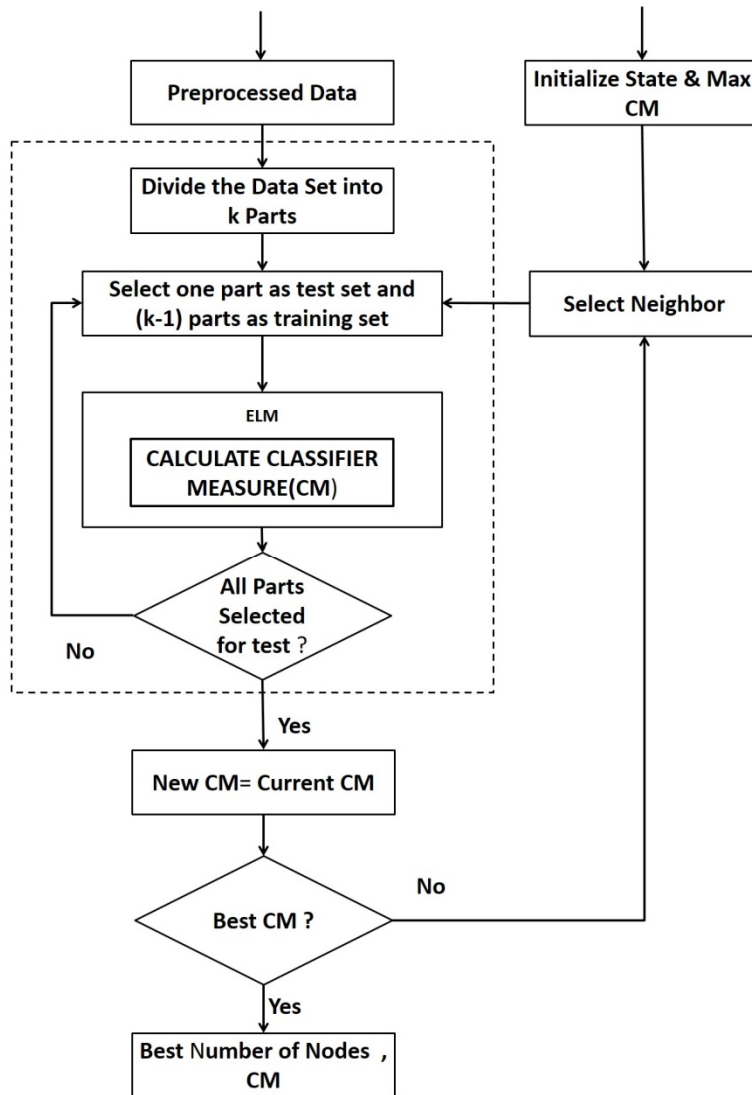 Preprocessed Data
Initialize State & Max
CM
Divide the Data Set into
k Parts
Select one part as test set and
(k-1) parts as training set
Select Neighbor
ELM
CALCULATE CLASSIFIER
MEASURE(CM)
All Parts
Selected
for test ?
No
Yes
New CM= Current CM
No
Best CM ?
Yes
Best Number of Nodes ,
CM